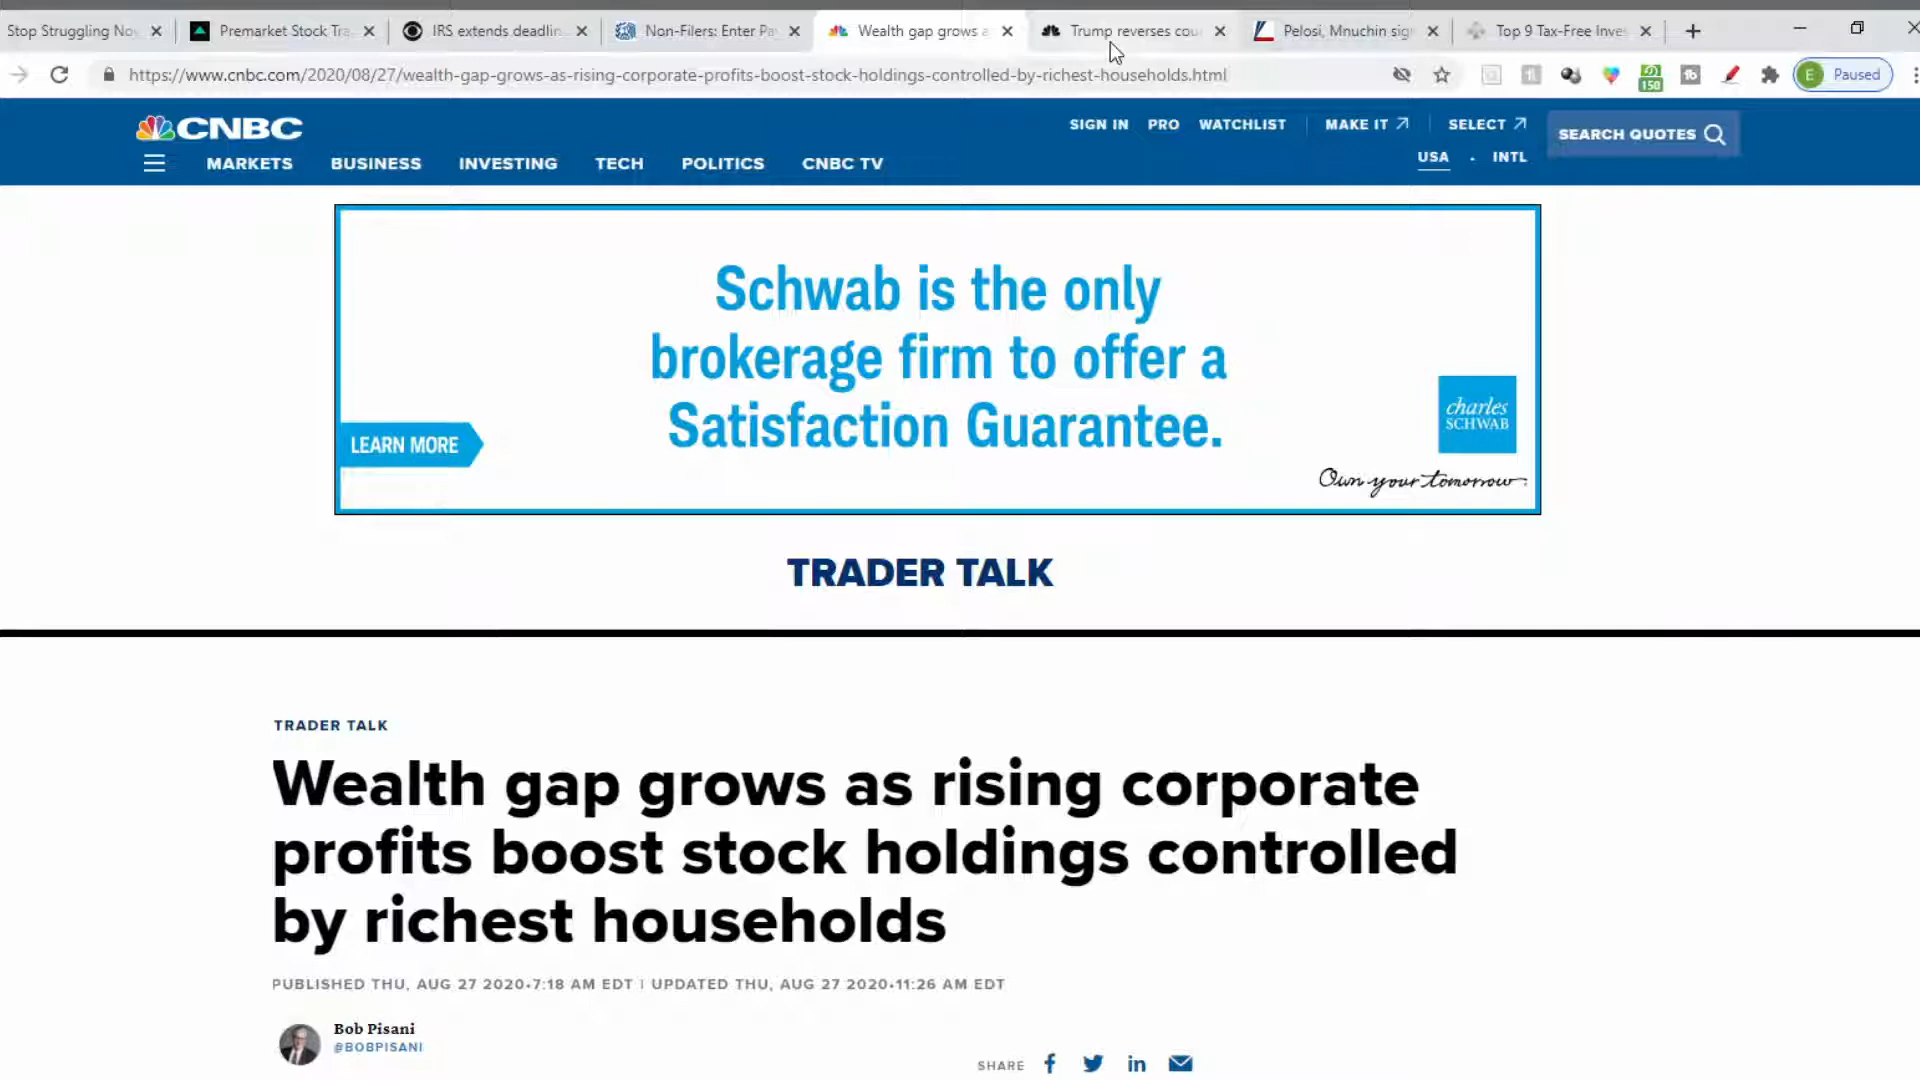 Stop Struggling No
Premarket Stock Tra
IRS extends deadlin
Non-Filers: Enter Pa
Wealth gap grows a
Trump reverses cou
Pelosi, Mnuchin sig
Top 9 Tax-Free Inves
https://www.cnbc.com/2020/08/27/wealth-gap-grows-as-rising-corporate-profits-boost-stock-holdings-controlled-by-richest-households.html
150
E Paused
CNBC
SIGN IN PRO WATCHLIST MAKE IT SELECT
SEARCH QUOTES
USA · INTL
MARKETS BUSINESS INVESTING TECH POLITICS CNBC TV
Schwab is the only
brokerage firm to offer a
Satisfaction Guarantee.
LEARN MORE
charles
SCHWAB
Own your tomorrow.
TRADER TALK
TRADER TALK
Wealth gap grows as rising corporate
profits boost stock holdings controlled
by richest households
PUBLISHED THU, AUG 27 2020•7:18 AM EDT | UPDATED THU, AUG 27 2020•11:26 AM EDT
Bob Pisani
@BOBPISANI
SHARE